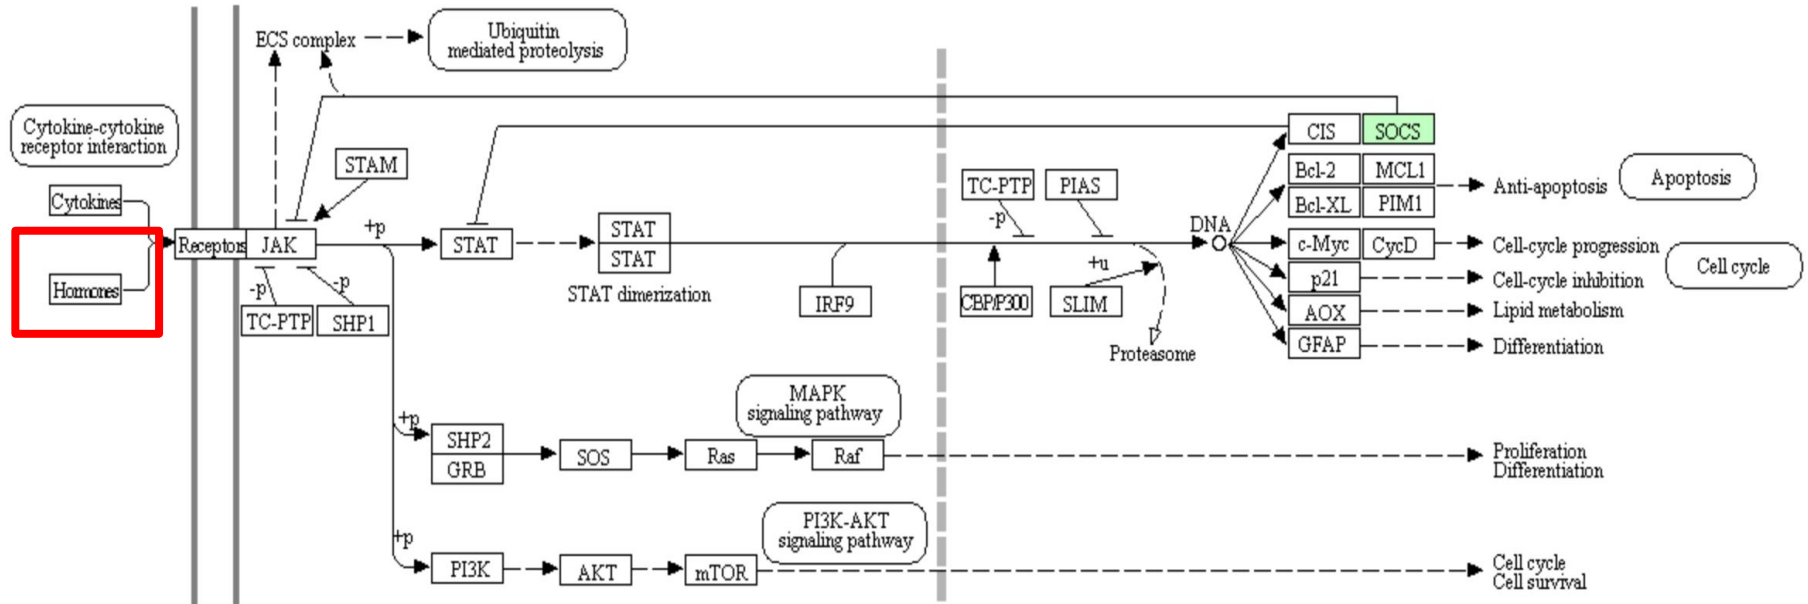 Ubiquitin
mediated proteolysis
ECS complex
Cytokine-cytokine
receptor interaction
CIS
SOCS
STAM
Bcl-2
MCL1
Bcl-XL
PIM1
Anti-apoptosis
Apoptosis
Cytokines
TC-PTP
PIAS
-p
Receptors
JAK
+p
STAT
STAT
STAT
STAT dimerization
DNA
c-Myc
CycD
Cell-cycle progression
Cell cycle
Hormones
-p
-p
TC-PTP
SHP1
IRF9
CBP/P300
+u
SLIM
Proteasome
p21
Cell-cycle inhibition
AOX
Lipid metabolism
GFAP
Differentiation
MAPK
signaling pathway
+p
SHP2
GRB
SOS
Ras
Raf
Proliferation
Differentiation
PI3K-AKT
signaling pathway
+p
PI3K
AKT
mTOR
Cell cycle
Cell survival